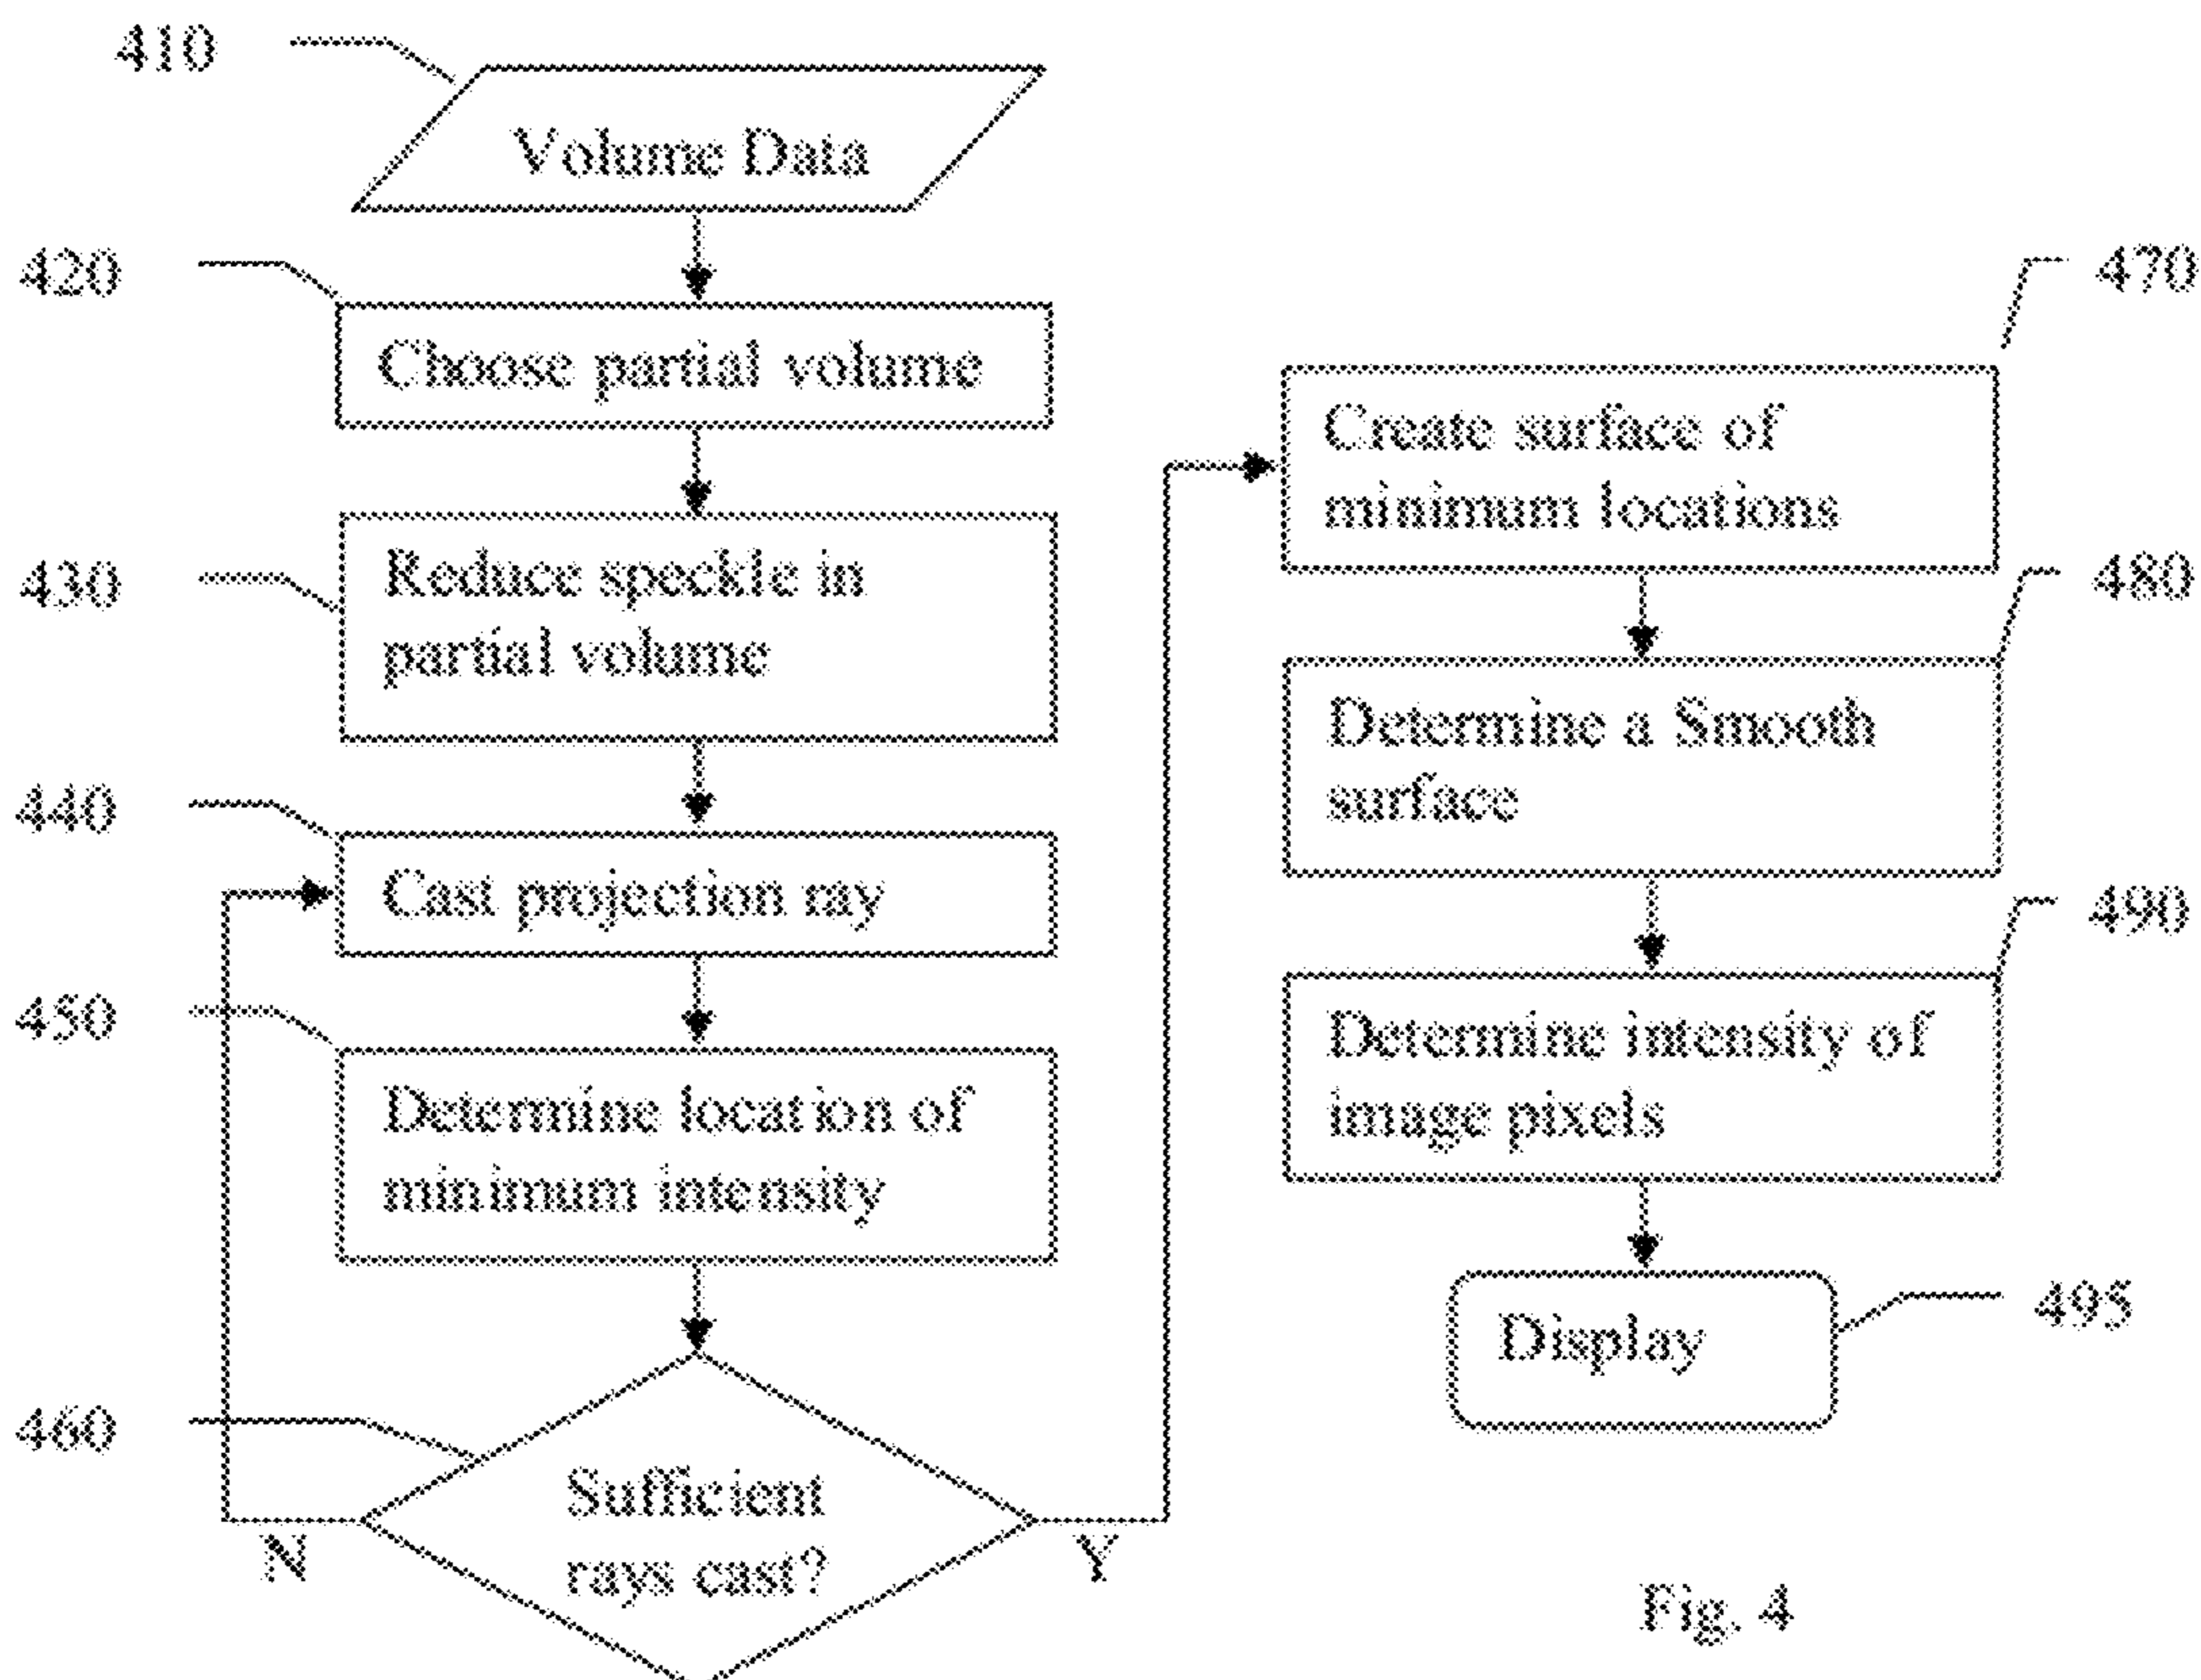 410
Volume Data
420
Choose partial volume
430
Reduce speckle in
partial volume
440
Cast projection ray
450
Determine location of
minimum intensity
460
Sufficient
rays cast?
N
Y
470
Create surface of
minimum locations
480
Determine a Smooth
surface
490
Determine intensity of
image pixels
Display
495
Fig. 4